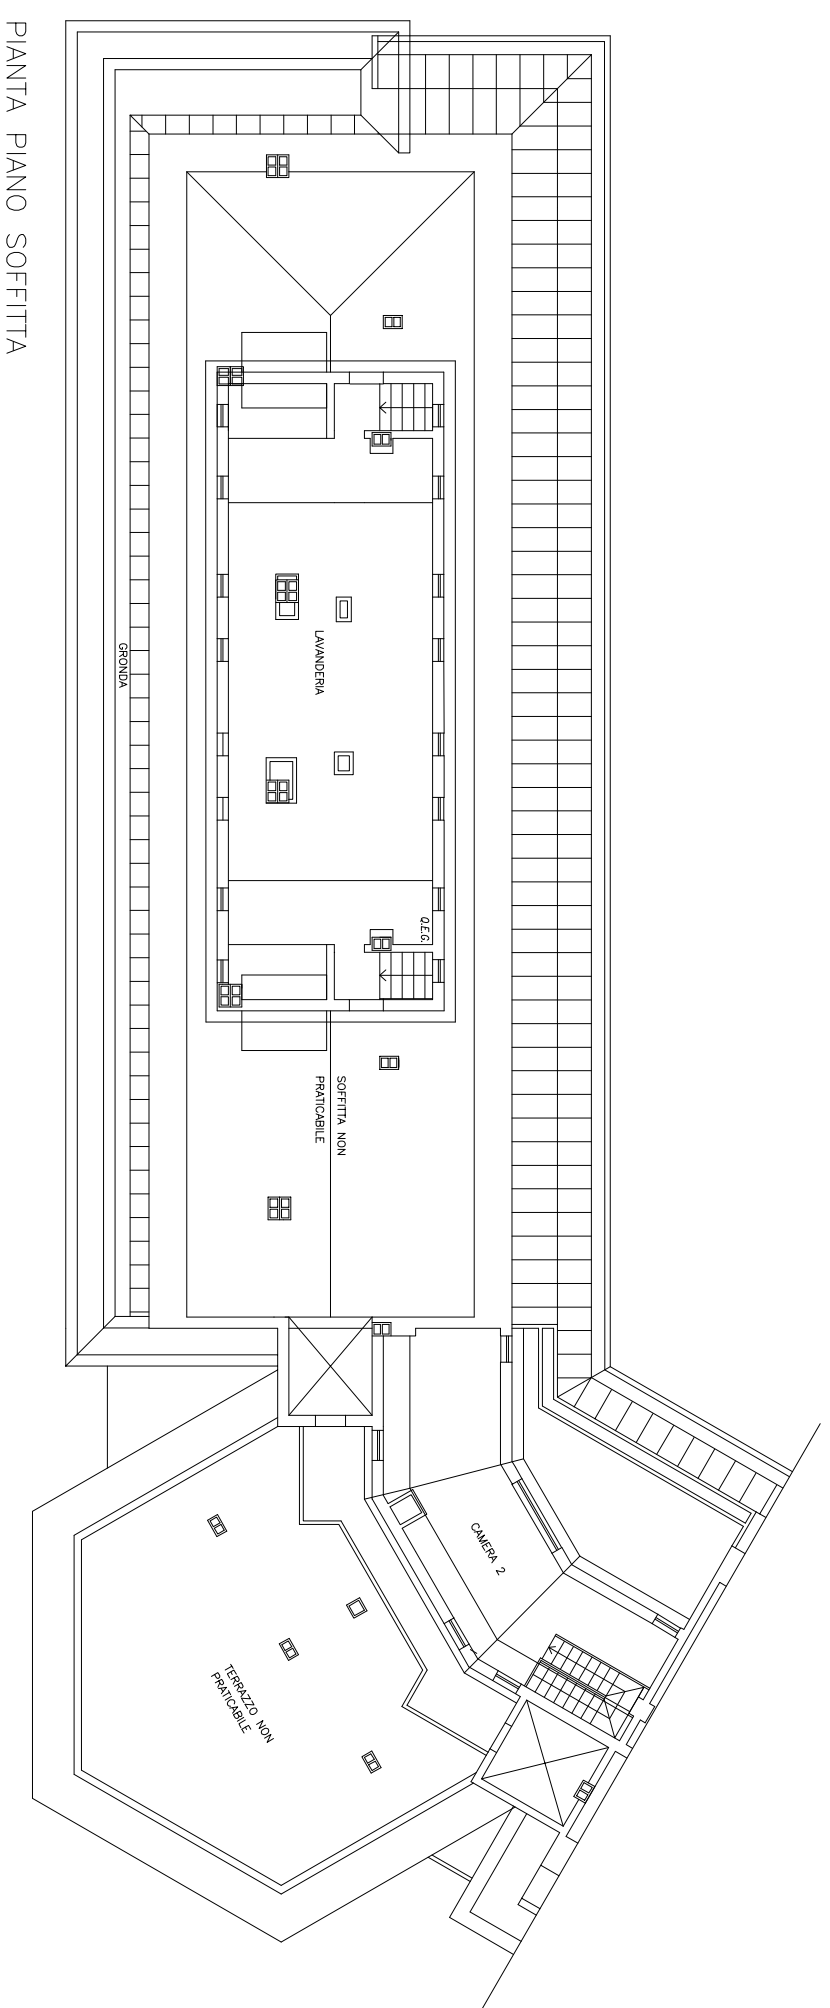 PIANTA PIANO SOFFITTA
GRONDA
LAVANDERIA
Q.E.G.
SOFFITTA NON
PRATICABILE
CAMERA 2
TERRAZZO NON
PRATICABILE